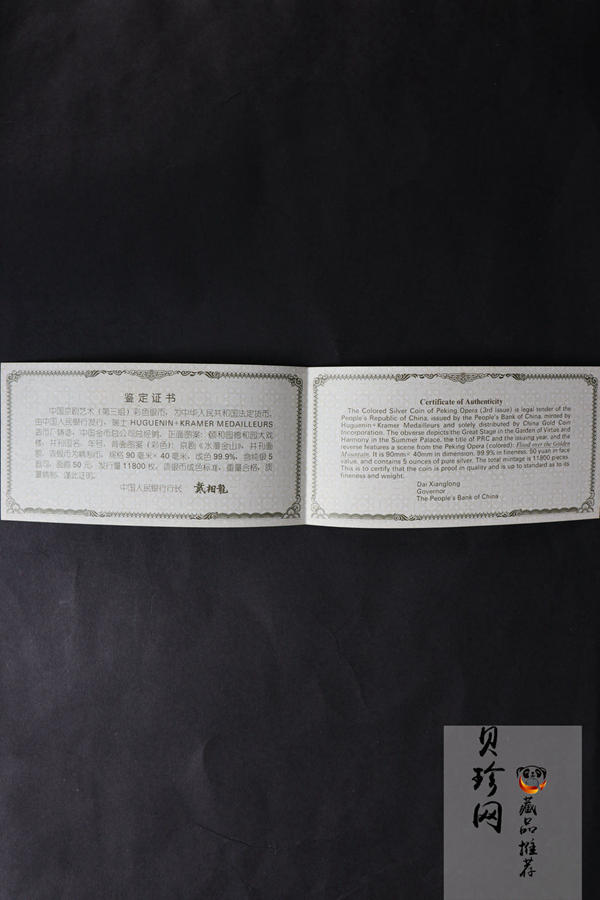 鉴定证书
中国京剧艺术（第三组）彩色银币，为中华人民共和国法定货币，
由中国人民银行发行，瑞士 HUGUENIN+KRAMER MEDAILLEURS
造币厂铸造，中国金币总公司总经销。正面图案：颐和园德和园大戏
楼，并刊国名、年号，背面图案（彩色）：京剧《水漫金山》，并刊面
额。该银币为精制币，规格 90 毫米×40 毫米，成色 99.9%，含纯银 5
盎司，面额 50 元，发行量 11800 枚。该银币成色标准，重量合格，质
量精制，谨此证明。
中国人民银行行长 戴相龙
Certificate of Authenticity
The Colored Silver Coin of Peking Opera (3rd Issue) is legal tender of the
People's Republic of China, issued by the People's Bank of China, minted by
Huguenin+Kramer Medailleurs and solely distributed by China Gold Coin
Incorporation. The obverse depicts the Great Stage in the Garden of Virtue and
Harmony in the Summer Palace, the title of PRC and the issuing year, and the
reverse features a scene from the Peking Opera (colored): Flood over the Golden
Mountain. It is 90mm×40mm in dimension, 99.9% in fineness, 50 yuan in face
value, and contains 5 ounces of pure silver. The total mintage is 11800 pieces.
This is to certify that the coin is proof in quality and is up to standard as to its
fineness and weight.
Dai Xianglong
Governor
The People's Bank of China
贝珍网
藏品推荐